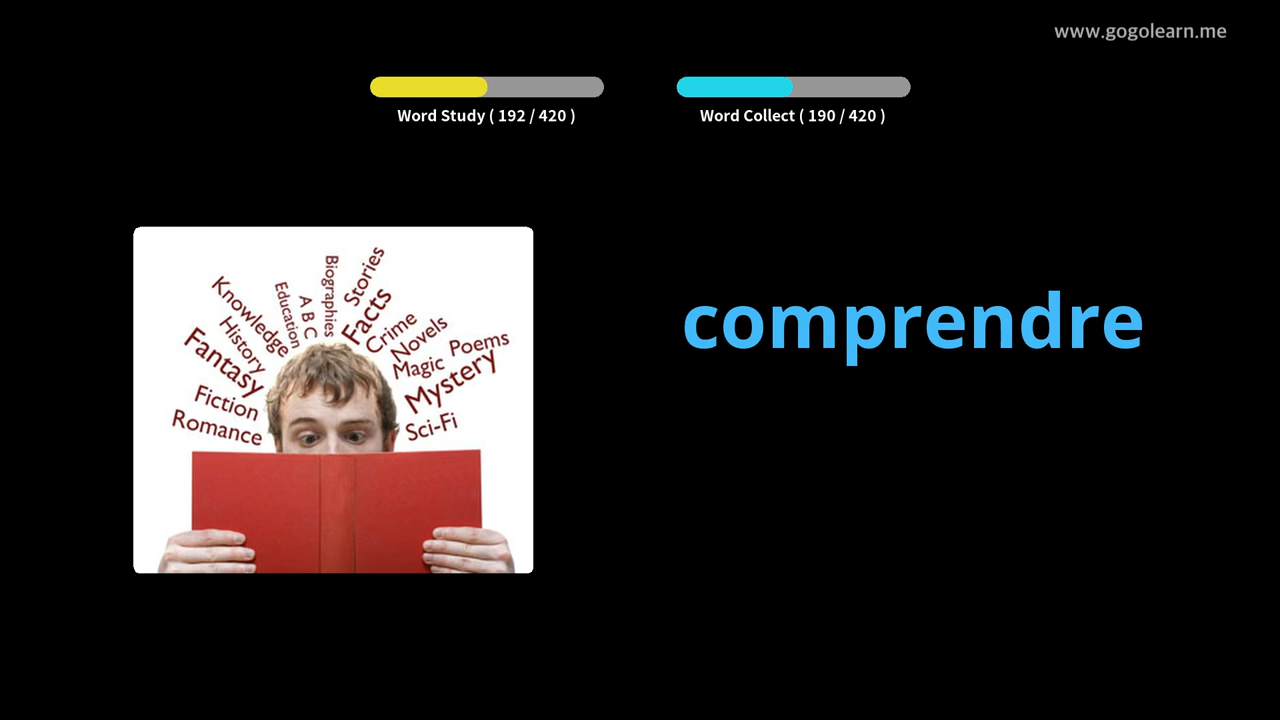 www.gogolearn.me
Word Study ( 192 / 420 )
Word Collect ( 190 / 420 )
Knowledge
History
Fantasy
Fiction
Romance
Education
A B C
Biographies
Stories
Facts
Crime
Novels
Magic
Poems
Mystery
Sci-Fi
comprendre